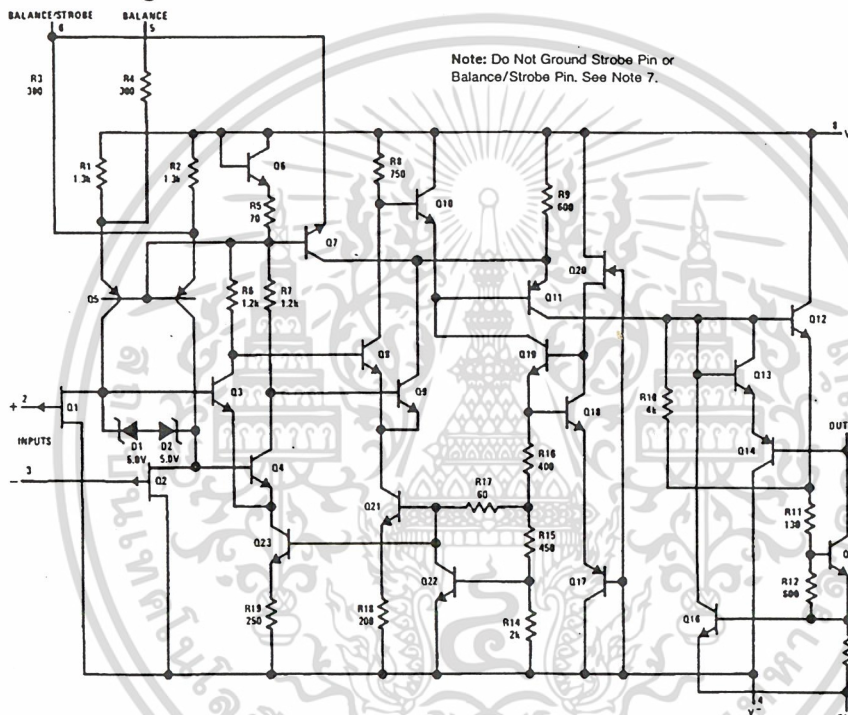 BALANCE/STROBE
6
BALANCE
5
Note: Do Not Ground Strobe Pin or
Balance/Strobe Pin. See Note 7.
R3
300
R4
300
R1
1.3k
R2
1.3k
Q6
R5
70
R8
750
Q10
R9
600
8
Q7
Q20
Q5
R6
1.2k
R7
1.2k
Q11
Q12
Q8
Q19
Q13
Q3
Q9
Q18
R10
4k
+
2
Q1
INPUTS
D1
D2
5.0V
Q14
OUT
3
−
Q2
Q4
R16
400
R17
60
R11
130
Q21
Q23
R15
450
Q22
R12
600
R19
250
R18
200
R14
2k
Q17
Q16
4
V−